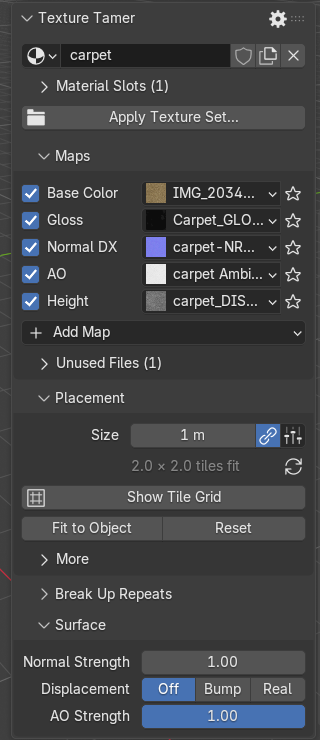 Texture Tamer
carpet
Material Slots (1)
Apply Texture Set...
Maps
Base Color IMG_2034...
Gloss Carpet_GLO...
Normal DX carpet-NR...
AO carpet Ambi...
Height carpet_DIS...
Add Map
Unused Files (1)
Placement
Size 1 m
2.0 × 2.0 tiles fit
Show Tile Grid
Fit to Object Reset
More
Break Up Repeats
Surface
Normal Strength 1.00
Displacement Off Bump Real
AO Strength 1.00